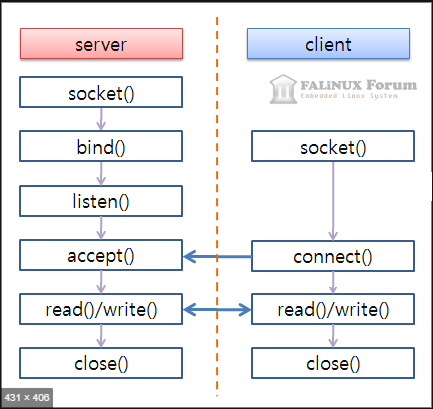 server
client
FALinux Forum
Embedded Linux System
socket()
bind()
socket()
listen()
accept()
connect()
read()/write()
read()/write()
close()
close()
431 × 406